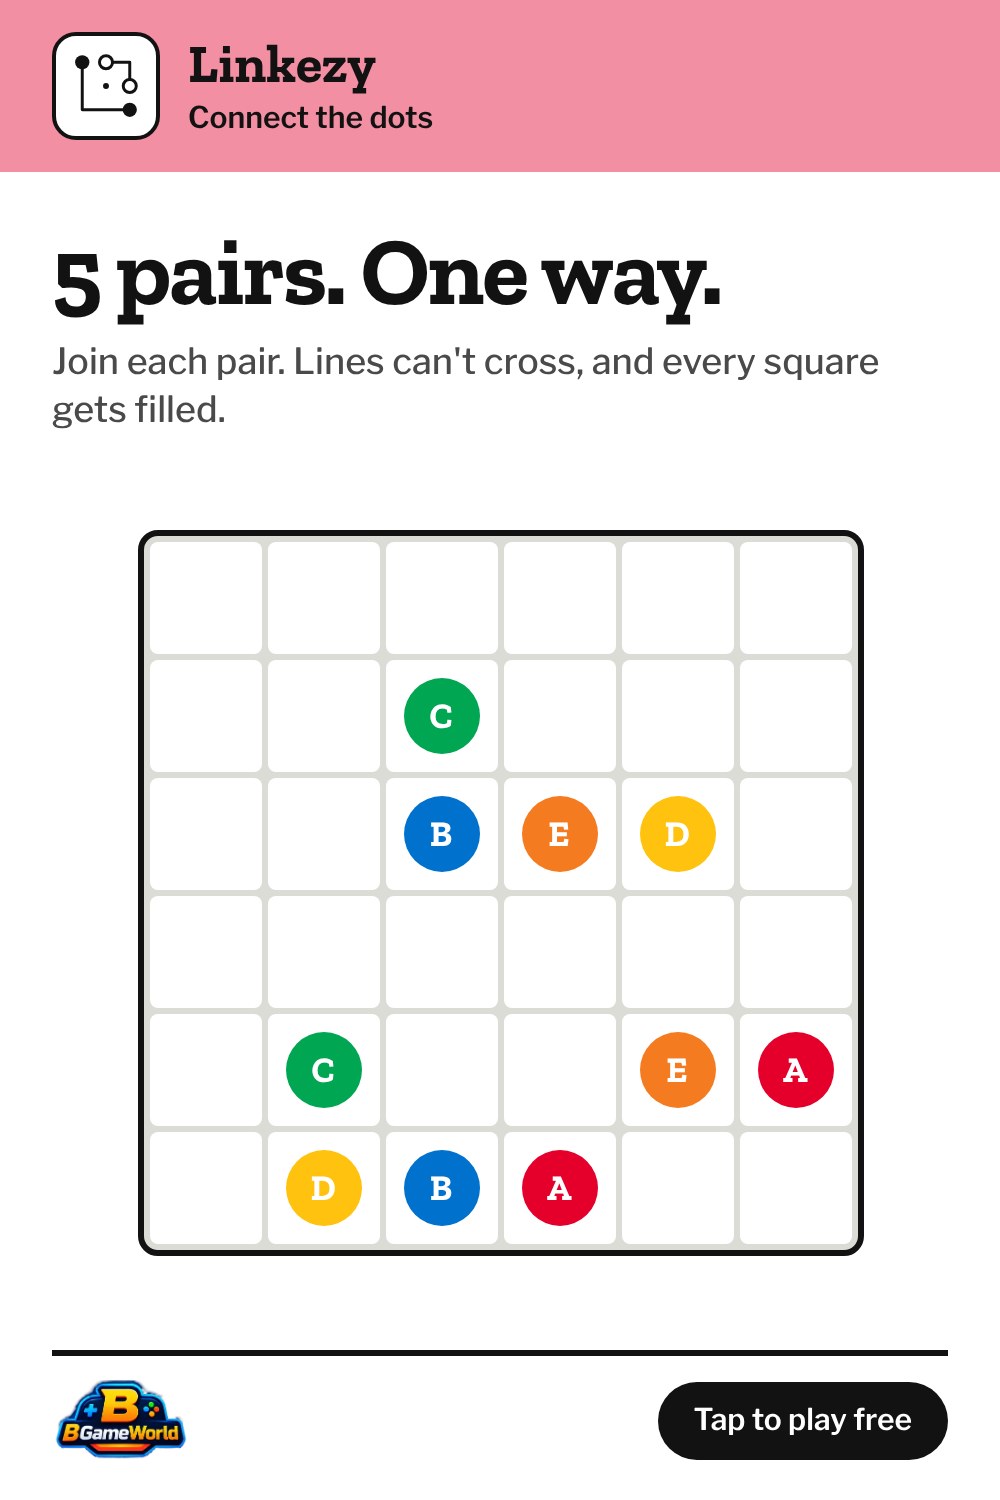 Linkezy
Connect the dots
5 pairs. One way.
Join each pair. Lines can't cross, and every square
gets filled.
C
B E D
C E A
D B A
B
BGameWorld
Tap to play free